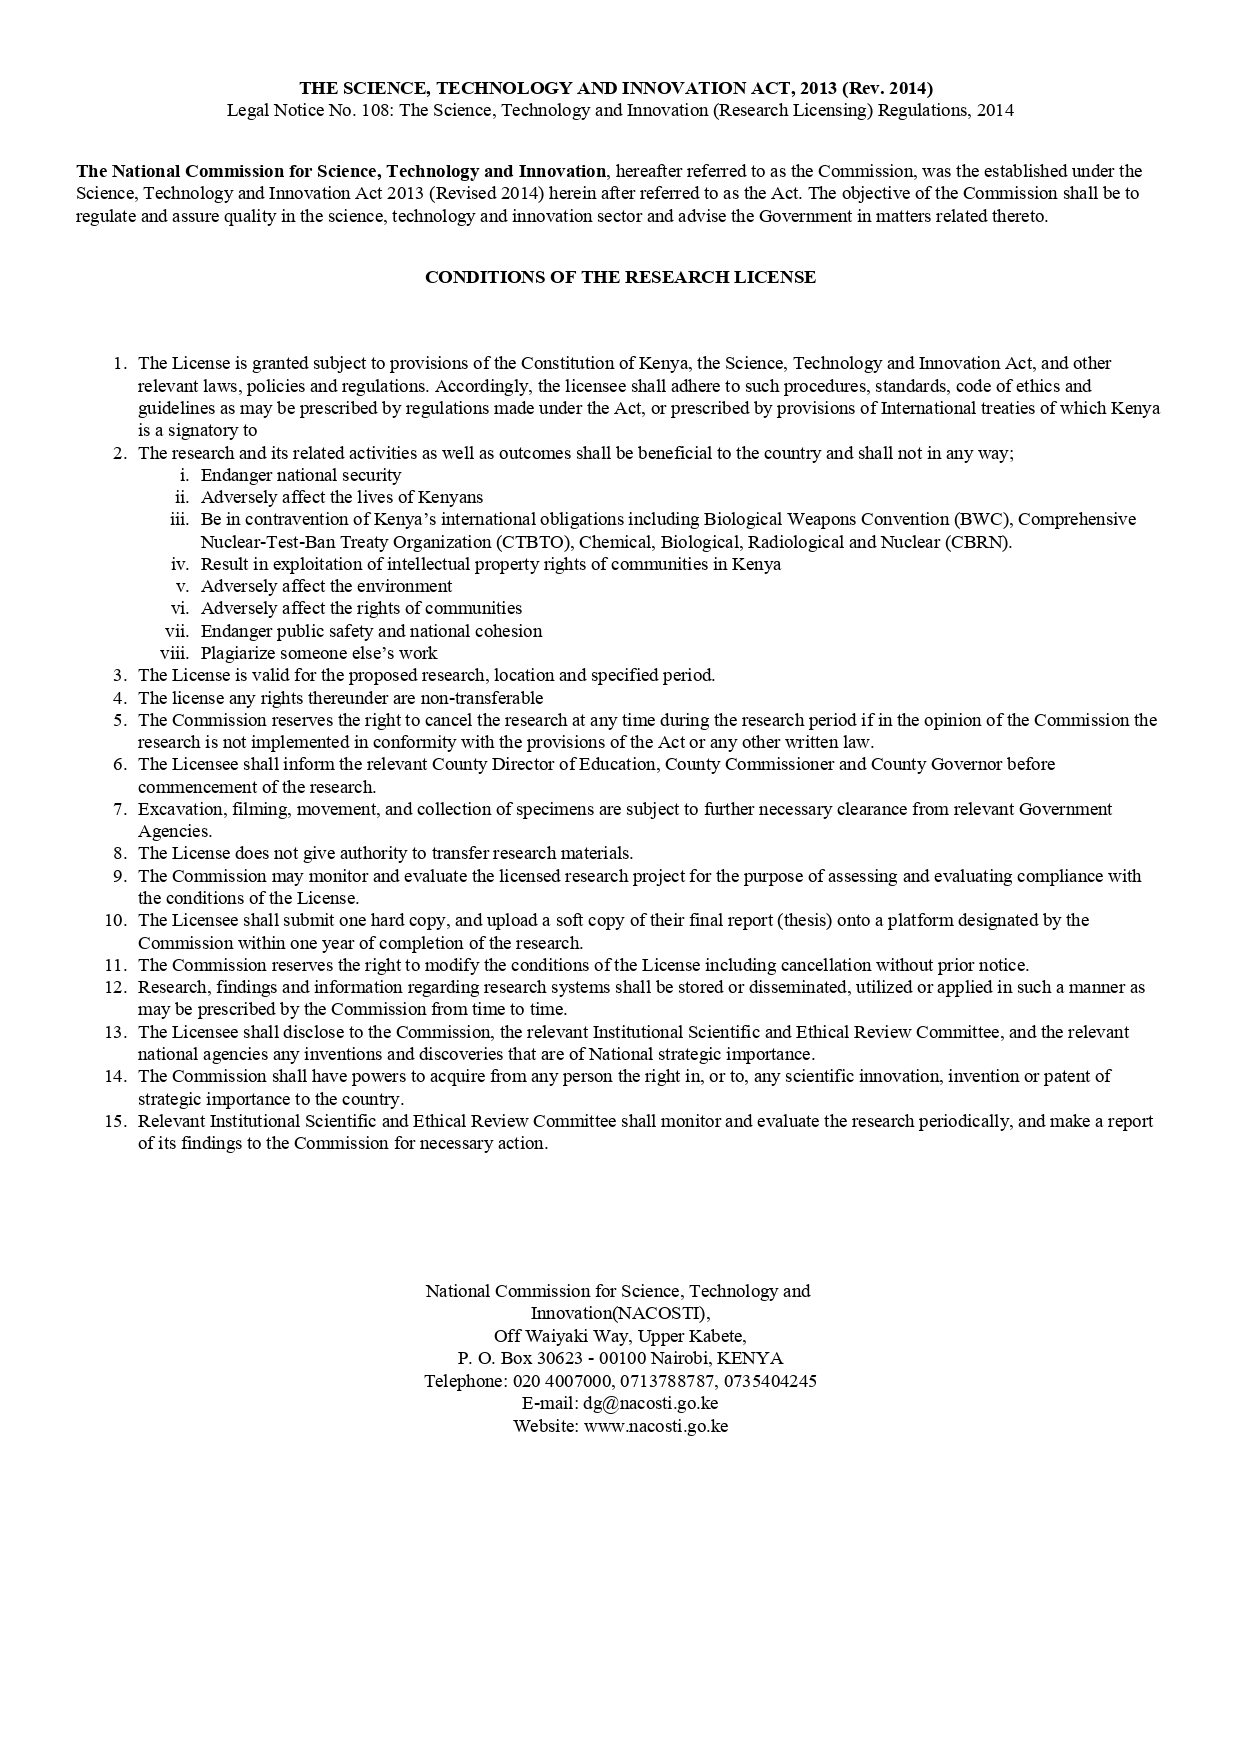 THE SCIENCE, TECHNOLOGY AND INNOVATION ACT, 2013 (Rev. 2014)
Legal Notice No. 108: The Science, Technology and Innovation (Research Licensing) Regulations, 2014
The National Commission for Science, Technology and Innovation, hereafter referred to as the Commission, was the established under the
Science, Technology and Innovation Act 2013 (Revised 2014) herein after referred to as the Act. The objective of the Commission shall be to
regulate and assure quality in the science, technology and innovation sector and advise the Government in matters related thereto.
CONDITIONS OF THE RESEARCH LICENSE
1. The License is granted subject to provisions of the Constitution of Kenya, the Science, Technology and Innovation Act, and other
relevant laws, policies and regulations. Accordingly, the licensee shall adhere to such procedures, standards, code of ethics and
guidelines as may be prescribed by regulations made under the Act, or prescribed by provisions of International treaties of which Kenya
is a signatory to
2. The research and its related activities as well as outcomes shall be beneficial to the country and shall not in any way;
i. Endanger national security
ii. Adversely affect the lives of Kenyans
iii. Be in contravention of Kenya’s international obligations including Biological Weapons Convention (BWC), Comprehensive
Nuclear-Test-Ban Treaty Organization (CTBTO), Chemical, Biological, Radiological and Nuclear (CBRN).
iv. Result in exploitation of intellectual property rights of communities in Kenya
v. Adversely affect the environment
vi. Adversely affect the rights of communities
vii. Endanger public safety and national cohesion
viii. Plagiarize someone else’s work
3. The License is valid for the proposed research, location and specified period.
4. The license any rights thereunder are non-transferable
5. The Commission reserves the right to cancel the research at any time during the research period if in the opinion of the Commission the
research is not implemented in conformity with the provisions of the Act or any other written law.
6. The Licensee shall inform the relevant County Director of Education, County Commissioner and County Governor before
commencement of the research.
7. Excavation, filming, movement, and collection of specimens are subject to further necessary clearance from relevant Government
Agencies.
8. The License does not give authority to transfer research materials.
9. The Commission may monitor and evaluate the licensed research project for the purpose of assessing and evaluating compliance with
the conditions of the License.
10. The Licensee shall submit one hard copy, and upload a soft copy of their final report (thesis) onto a platform designated by the
Commission within one year of completion of the research.
11. The Commission reserves the right to modify the conditions of the License including cancellation without prior notice.
12. Research, findings and information regarding research systems shall be stored or disseminated, utilized or applied in such a manner as
may be prescribed by the Commission from time to time.
13. The Licensee shall disclose to the Commission, the relevant Institutional Scientific and Ethical Review Committee, and the relevant
national agencies any inventions and discoveries that are of National strategic importance.
14. The Commission shall have powers to acquire from any person the right in, or to, any scientific innovation, invention or patent of
strategic importance to the country.
15. Relevant Institutional Scientific and Ethical Review Committee shall monitor and evaluate the research periodically, and make a report
of its findings to the Commission for necessary action.
National Commission for Science, Technology and
Innovation(NACOSTI),
Off Waiyaki Way, Upper Kabete,
P. O. Box 30623 - 00100 Nairobi, KENYA
Telephone: 020 4007000, 0713788787, 0735404245
E-mail: dg@nacosti.go.ke
Website: www.nacosti.go.ke